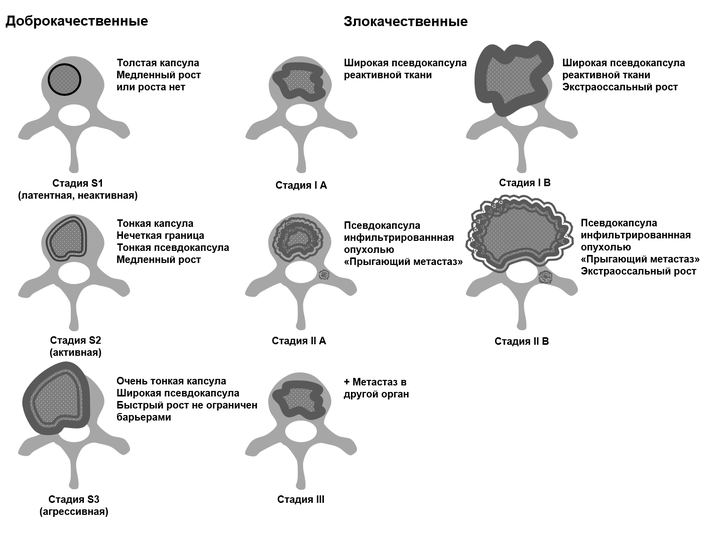 Доброкачественные
Злокачественные
Толстая капсула
Медленный рост
или роста нет
Стадия S1
(латентная, неактивная)
Широкая псевдокапсула
реактивной ткани
Стадия I A
Широкая псевдокапсула
реактивной ткани
Экстраоссальный рост
Стадия I B
Тонкая капсула
Нечеткая граница
Тонкая псевдокапсула
Медленный рост
Стадия S2
(активная)
Псевдокапсула
инфильтрированнная
опухолью
«Прыгающий метастаз»
Стадия II A
Псевдокапсула
инфильтрированнная
опухолью
«Прыгающий метастаз»
Экстраоссальный рост
Стадия II B
Очень тонкая капсула
Широкая псевдокапсула
Быстрый рост не ограничен
барьерами
Стадия S3
(агрессивная)
+ Метастаз в
другой орган
Стадия III